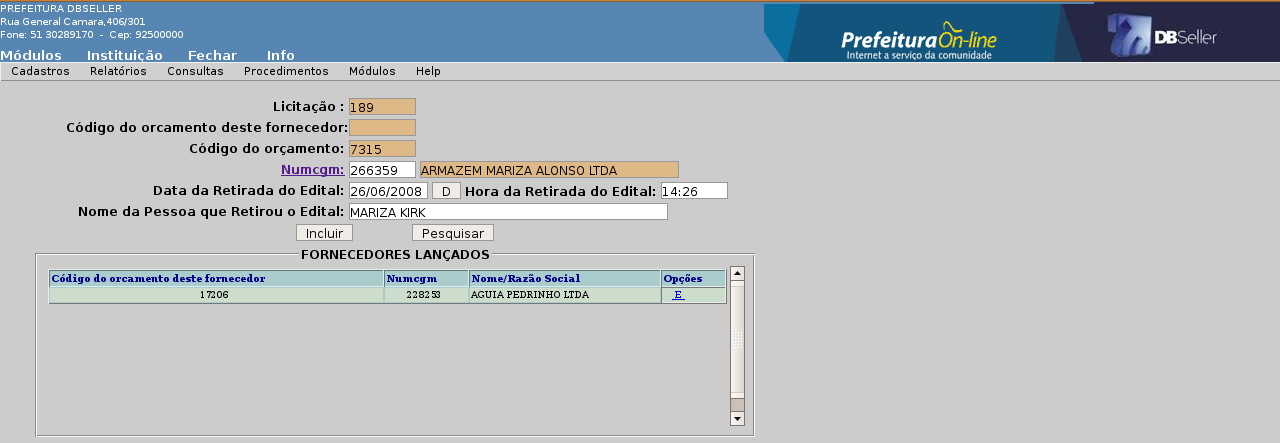 PREFEITURA DBSELLER
Rua General Camara,406/301
Fone: 51 30289170 - Cep: 92500000
PrefeituraOn-line
Internet a serviço da comunidade
DBSeller
Módulos Instituição Fechar Info
Cadastros Relatórios Consultas Procedimentos Módulos Help
Licitação : 189
Código do orcamento deste fornecedor:
Código do orçamento: 7315
Numcgm: 266359 ARMAZEM MARIZA ALONSO LTDA
Data da Retirada do Edital: 26/06/2008 D Hora da Retirada do Edital: 14:26
Nome da Pessoa que Retirou o Edital: MARIZA KIRK
Incluir Pesquisar
FORNECEDORES LANÇADOS
Código do orcamento deste fornecedor Numcgm Nome/Razão Social Opções
17206 228253 AGUIA PEDRINHO LTDA E